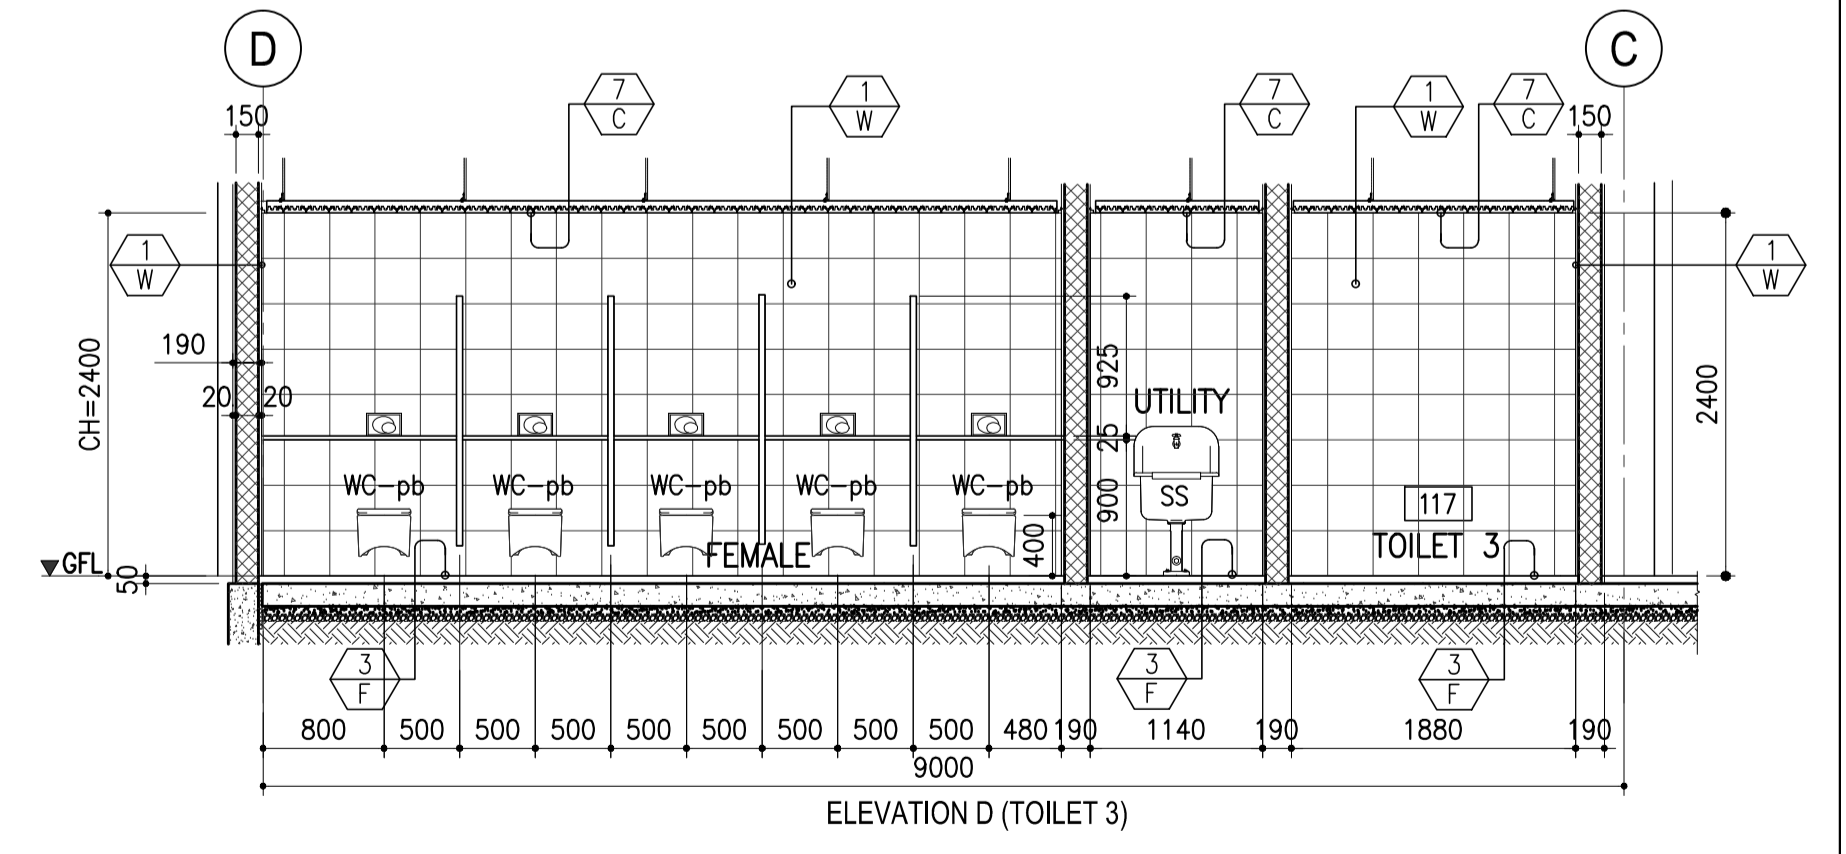 D
C
7
C
1
W
7
C
1
W
7
C
150
150
1
W
1
W
CH=2400
190
20
20
925
25
900
400
2400
UTILITY
WC-pb
WC-pb
WC-pb
WC-pb
WC-pb
SS
117
FEMALE
TOILET 3
GFL
50
3
F
3
F
3
F
800 500 500 500 500 500 500 500 500 480 190 1140 190 1880 190
9000
ELEVATION D (TOILET 3)